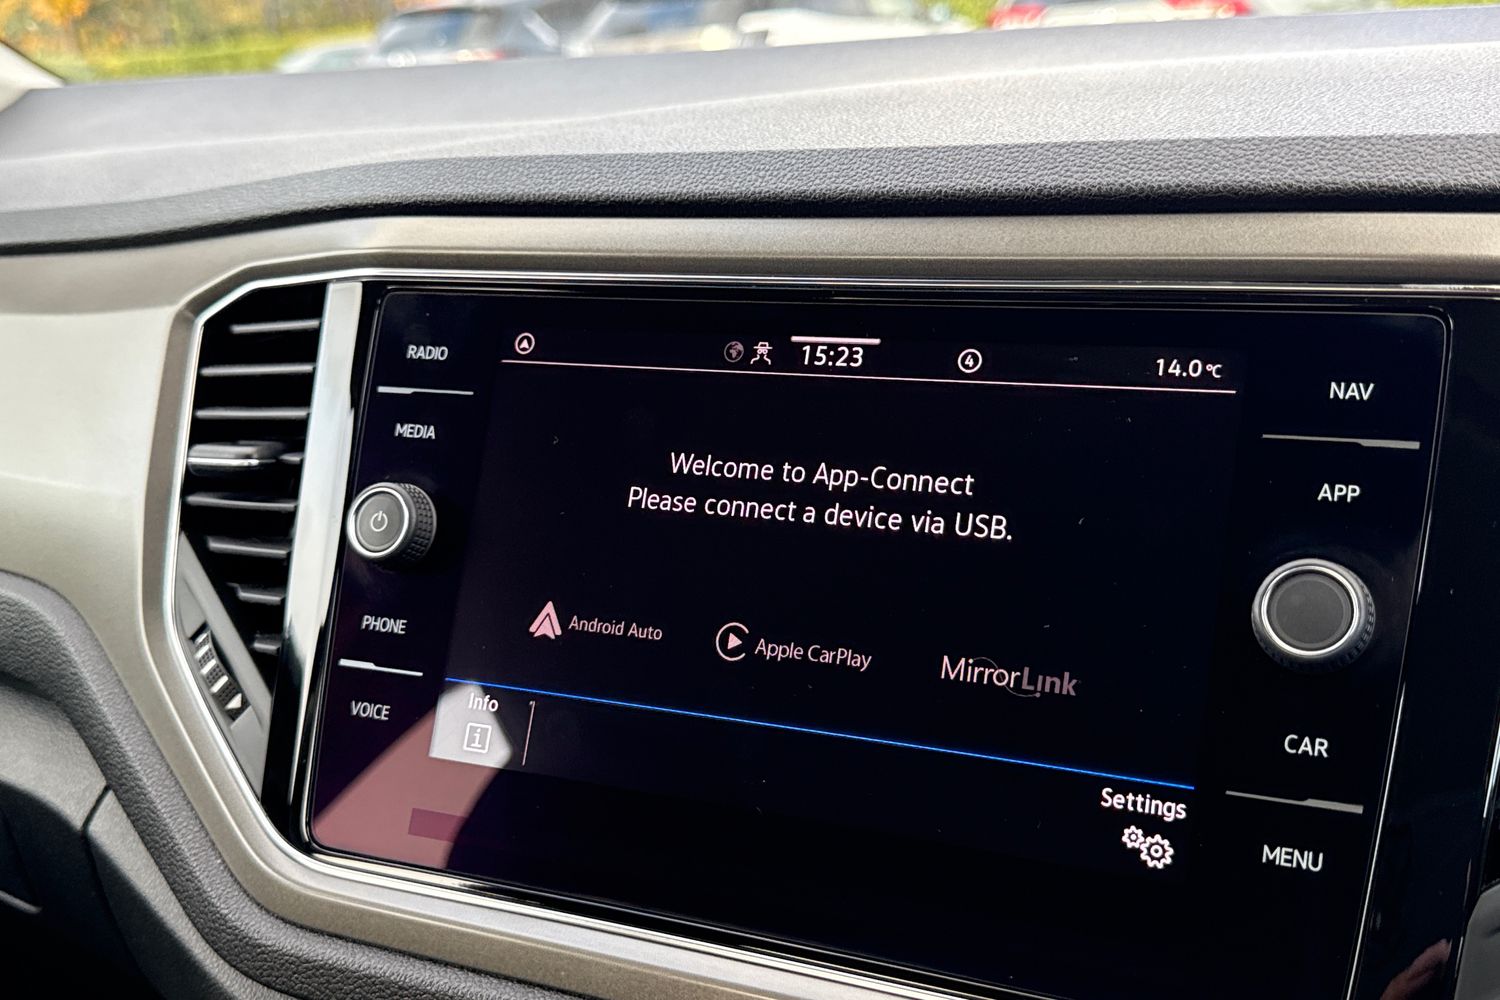 RADIO
MEDIA
PHONE
VOICE
15:23
4
14.0°C
Welcome to App-Connect
Please connect a device via USB.
Android Auto
Apple CarPlay
MirrorLink
Info
i
Settings
NAV
APP
CAR
MENU